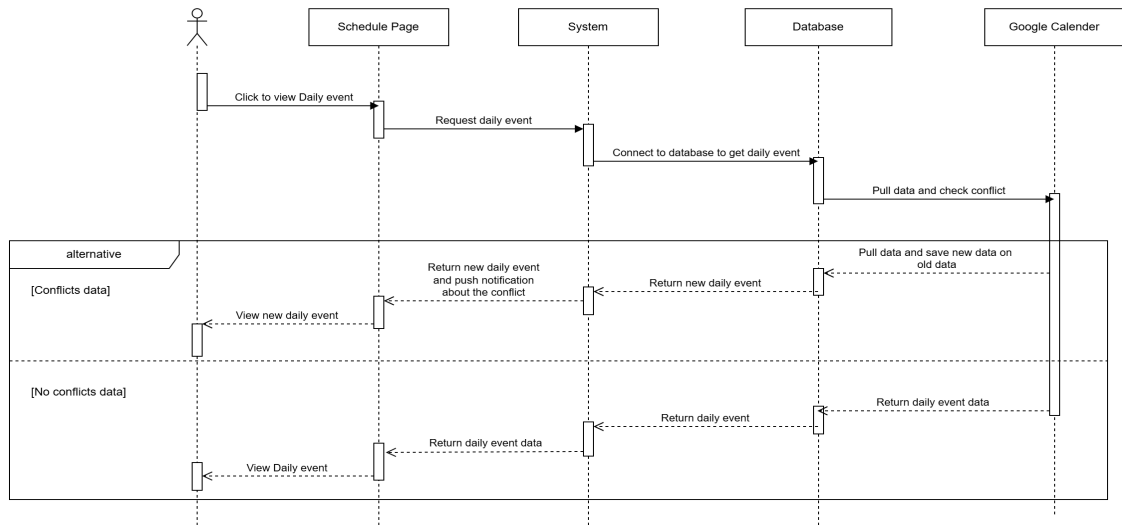 Schedule Page
System
Database
Google Calender
Click to view Daily event
Request daily event
Connect to database to get daily event
Pull data and check conflict
alternative
[Conflicts data]
Pull data and save new data on
old data
Return new daily event
Return new daily event
and push notification
about the conflict
View new daily event
[No conflicts data]
Return daily event data
Return daily event
Return daily event data
View Daily event